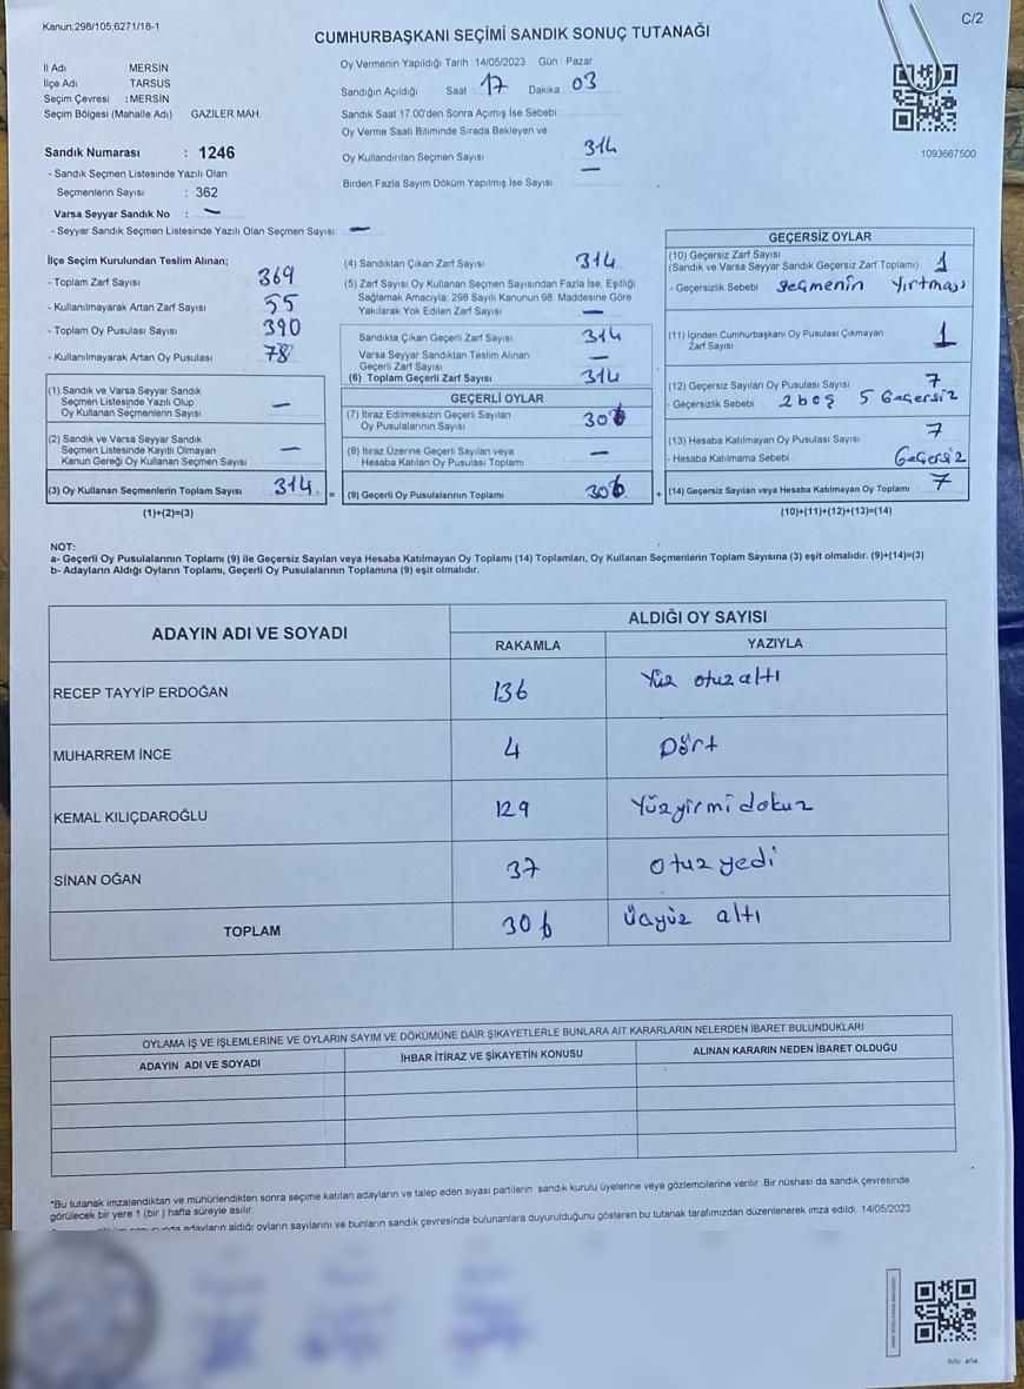 Kanun:298/105;6271/18-1
C/2
CUMHURBAŞKANI SEÇİMİ SANDIK SONUÇ TUTANAĞI
İl Adı MERSİN
İlçe Adı TARSUS
Seçim Çevresi :MERSİN
Seçim Bölgesi (Mahalle Adı) GAZİLER MAH.
Sandık Numarası : 1246
- Sandık Seçmen Listesinde Yazılı Olan
Seçmenlerin Sayısı : 362
Varsa Seyyar Sandık No : —
- Seyyar Sandık Seçmen Listesinde Yazılı Olan Seçmen Sayısı: —
Oy Vermenin Yapıldığı Tarih :14/05/2023 Gün : Pazar
Sandığın Açıldığı Saat : 17 Dakika : 03
Sandık Saat 17.00'den Sonra Açımış İse Sebebi
Oy Verme Saati Bitiminde Sırada Bekleyen ve
Oy Kullandırılan Seçmen Sayısı 314
Birden Fazla Sayım Döküm Yapılmış İse Sayısı —
1093667500
İlçe Seçim Kurulundan Teslim Alınan;
- Toplam Zarf Sayısı 369
- Kullanılmayarak Artan Zarf Sayısı 55
- Toplam Oy Pusulası Sayısı 390
- Kullanılmayarak Artan Oy Pusulası 78
(1) Sandık ve Varsa Seyyar Sandık
Seçmen Listesinde Yazılı Olup
Oy Kullanan Seçmenlerin Sayısı —
(2) Sandık ve Varsa Seyyar Sandık
Seçmen Listesinde Kayıtlı Olmayan
Kanun Gereği Oy Kullanan Seçmen Sayısı —
(3) Oy Kullanan Seçmenlerin Toplam Sayısı 314 =
(1)+(2)=(3)
(4) Sandıktan Çıkan Zarf Sayısı 314
(5) Zarf Sayısı Oy Kullanan Seçmen Sayısından Fazla İse, Eşitliği
Sağlamak Amacıyla; 298 Sayılı Kanunun 98. Maddesine Göre
Yakılarak Yok Edilen Zarf Sayısı —
Sandıkta Çıkan Geçerli Zarf Sayısı 314
Varsa Seyyar Sandıktan Teslim Alınan
Geçerli Zarf Sayısı —
(6) Toplam Geçerli Zarf Sayısı 314
GEÇERLİ OYLAR
(7) İtiraz Edilmeksizin Geçerli Sayılan
Oy Pusulalarının Sayısı 306
(8) İtiraz Üzerine Geçerli Sayılan veya
Hesaba Katılan Oy Pusulası Toplamı —
(9) Geçerli Oy Pusulalarının Toplamı 306 +
GEÇERSİZ OYLAR
(10) Geçersiz Zarf Sayısı
(Sandık ve Varsa Seyyar Sandık Geçersiz Zarf Toplamı) 1
- Geçersizlik Sebebi seçmenin yırtması
(11) İçinden Cumhurbaşkanı Oy Pusulası Çıkmayan
Zarf Sayısı 1
(12) Geçersiz Sayılan Oy Pusulası Sayısı 7
- Geçersizlik Sebebi 2 boş 5 Geçersiz
(13) Hesaba Katılmayan Oy Pusulası Sayısı 7
- Hesaba Katılmama Sebebi Geçersiz
(14) Geçersiz Sayılan veya Hesaba Katılmayan Oy Toplamı 7
(10)+(11)+(12)+(13)=(14)
NOT:
a- Geçerli Oy Pusulalarının Toplamı (9) ile Geçersiz Sayılan veya Hesaba Katılmayan Oy Toplamı (14) Toplamları, Oy Kullanan Seçmenlerin Toplam Sayısına (3) eşit olmalıdır. (9)+(14)=(3)
b- Adayların Aldığı Oyların Toplamı, Geçerli Oy Pusulalarının Toplamına (9) eşit olmalıdır.
ADAYIN ADI VE SOYADI ALDIĞI OY SAYISI
RAKAMLA YAZIYLA
RECEP TAYYİP ERDOĞAN 136 Yüz otuz altı
MUHARREM İNCE 4 Dört
KEMAL KILIÇDAROĞLU 129 Yüzyirmi dokuz
SİNAN OĞAN 37 otuz yedi
TOPLAM 306 üçyüz altı
OYLAMA İŞ VE İŞLEMLERİNE VE OYLARIN SAYIM VE DÖKÜMÜNE DAİR ŞİKAYETLERLE BUNLARA AİT KARARLARIN NELERDEN İBARET BULUNDUKLARI
ADAYIN ADI VE SOYADI İHBAR İTİRAZ VE ŞİKAYETİN KONUSU ALINAN KARARIN NEDEN İBARET OLDUĞU
*Bu tutanak imzalandıktan ve mühürlendikten sonra seçime katılan adayların ve talep eden siyasi partilerin sandık kurulu üyelerine veya gözlemcilerine verilir. Bir nüshası da sandık çevresinde
görülecek bir yere 1 (bir ) hafta süreyle asılır.
adayların aldığı oyların sayılarını ve bunların sandık çevresinde bulunanlara duyurulduğunu gösteren bu tutanak tarafımızdan düzenlenerek imza edildi. 14/05/2023